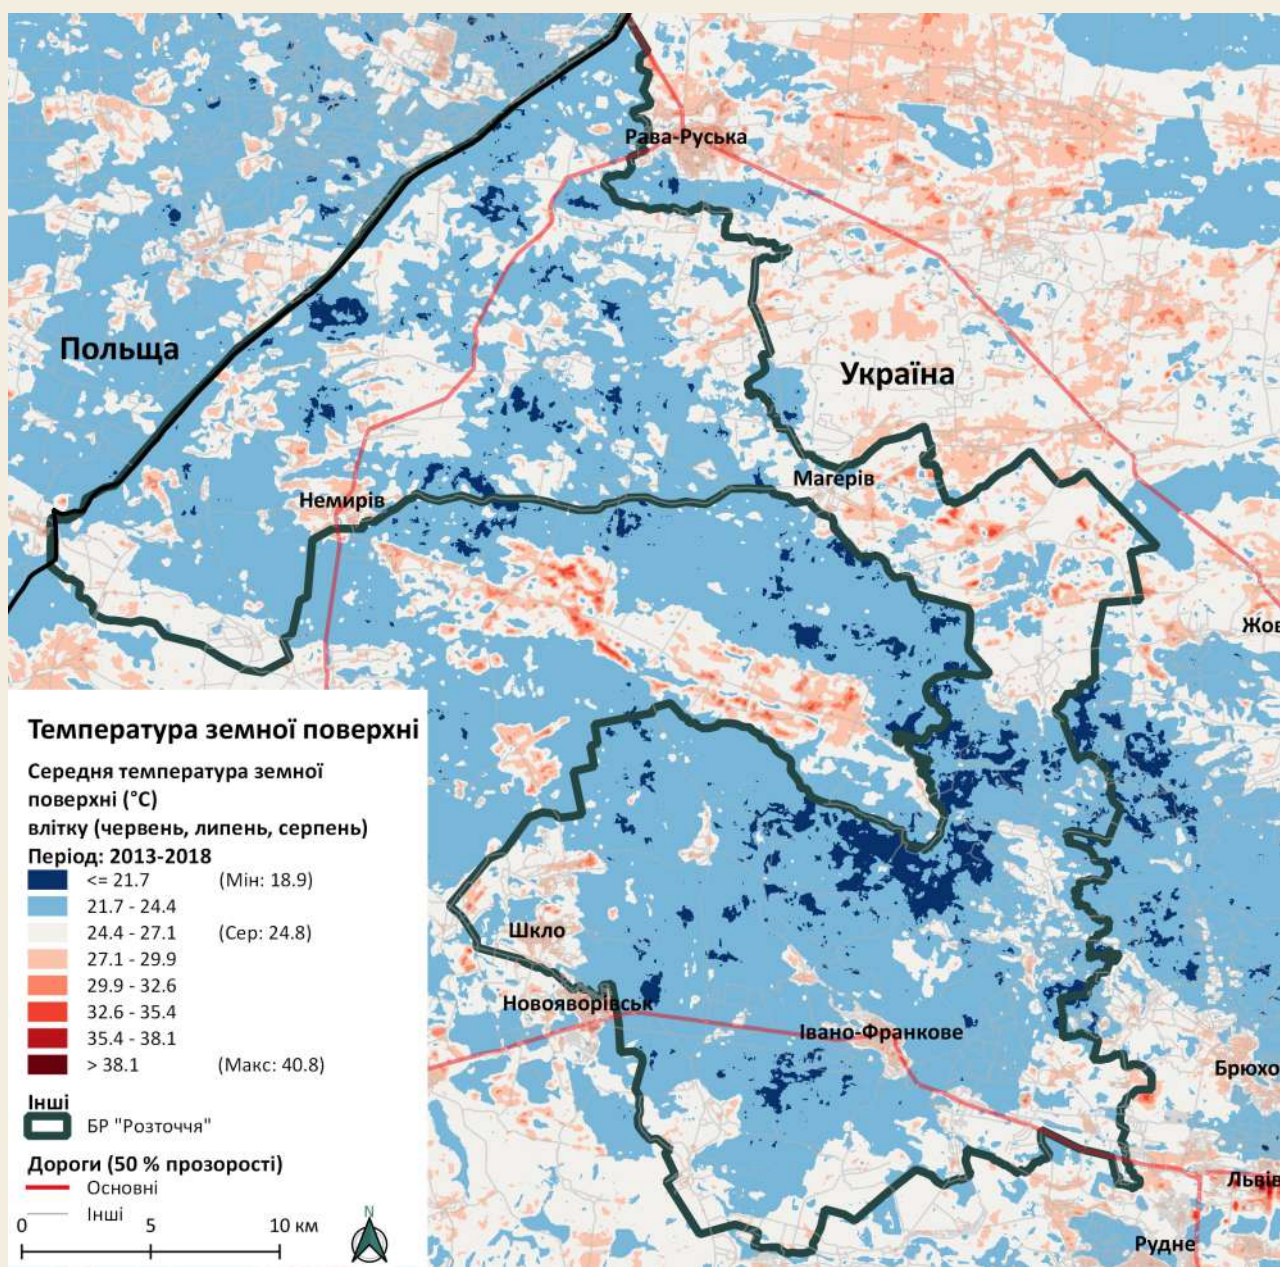 Рава-Руська
Польща
Україна
Магерів
Немирів
Жов
Температура земної поверхні
Середня температура земної
поверхні (°C)
влітку (червень, липень, серпень)
Період: 2013-2018
<= 21.7 (Мін: 18.9)
21.7 - 24.4
24.4 - 27.1 (Сер: 24.8)
27.1 - 29.9
29.9 - 32.6
32.6 - 35.4
35.4 - 38.1
> 38.1 (Макс: 40.8)
Інші
БР "Розточчя"
Дороги (50 % прозорості)
Основні
Інші
0 5 10 км
N
Шкло
Новояворівськ
Івано-Франкове
Брюхо
Львів
Рудне